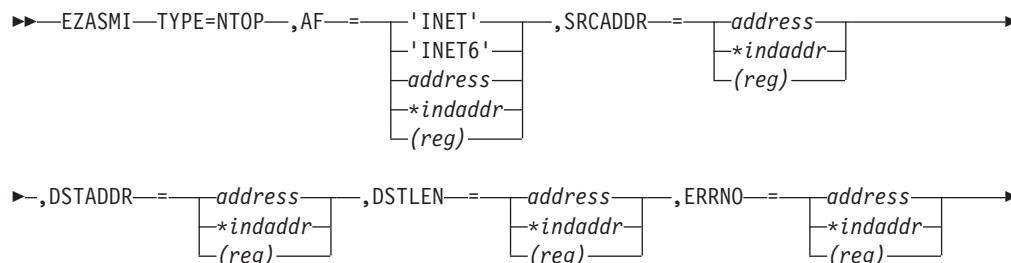 EZASMI TYPE=NTOP ,AF = 'INET' ,SRCADDR = address
'INET6' *indaddr
address (reg)
*indaddr
(reg)
,DSTADDR = address ,DSTLEN = address ,ERRNO = address
*indaddr *indaddr *indaddr
(reg) (reg) (reg)